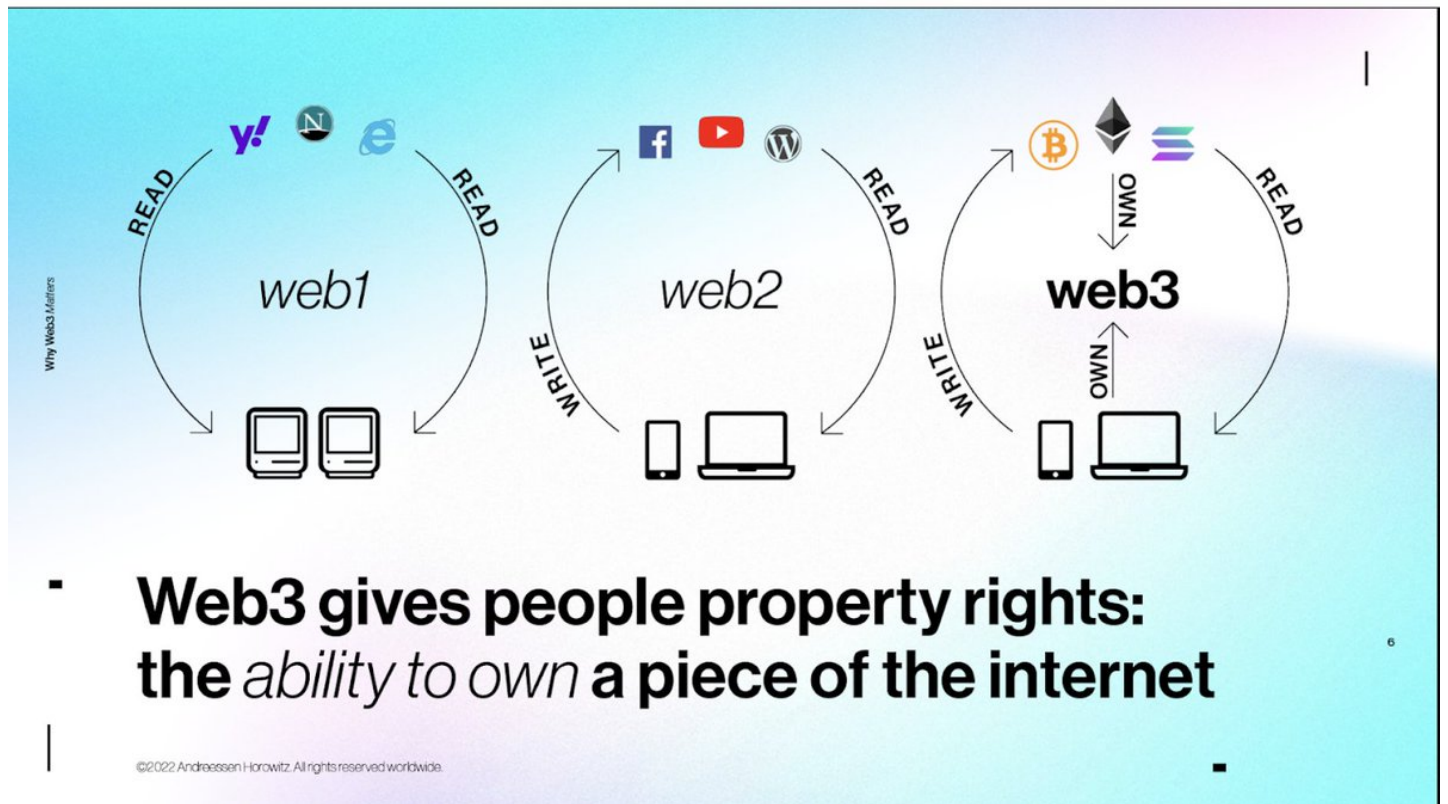 y!
N
e
f
W
B
READ
READ
web1
WRITE
READ
web2
WRITE
OWN
READ
web3
OWN
Why Web3 Matters
Web3 gives people property rights:
the ability to own a piece of the internet
6
©2022 Andreessen Horowitz. All rights reserved worldwide.